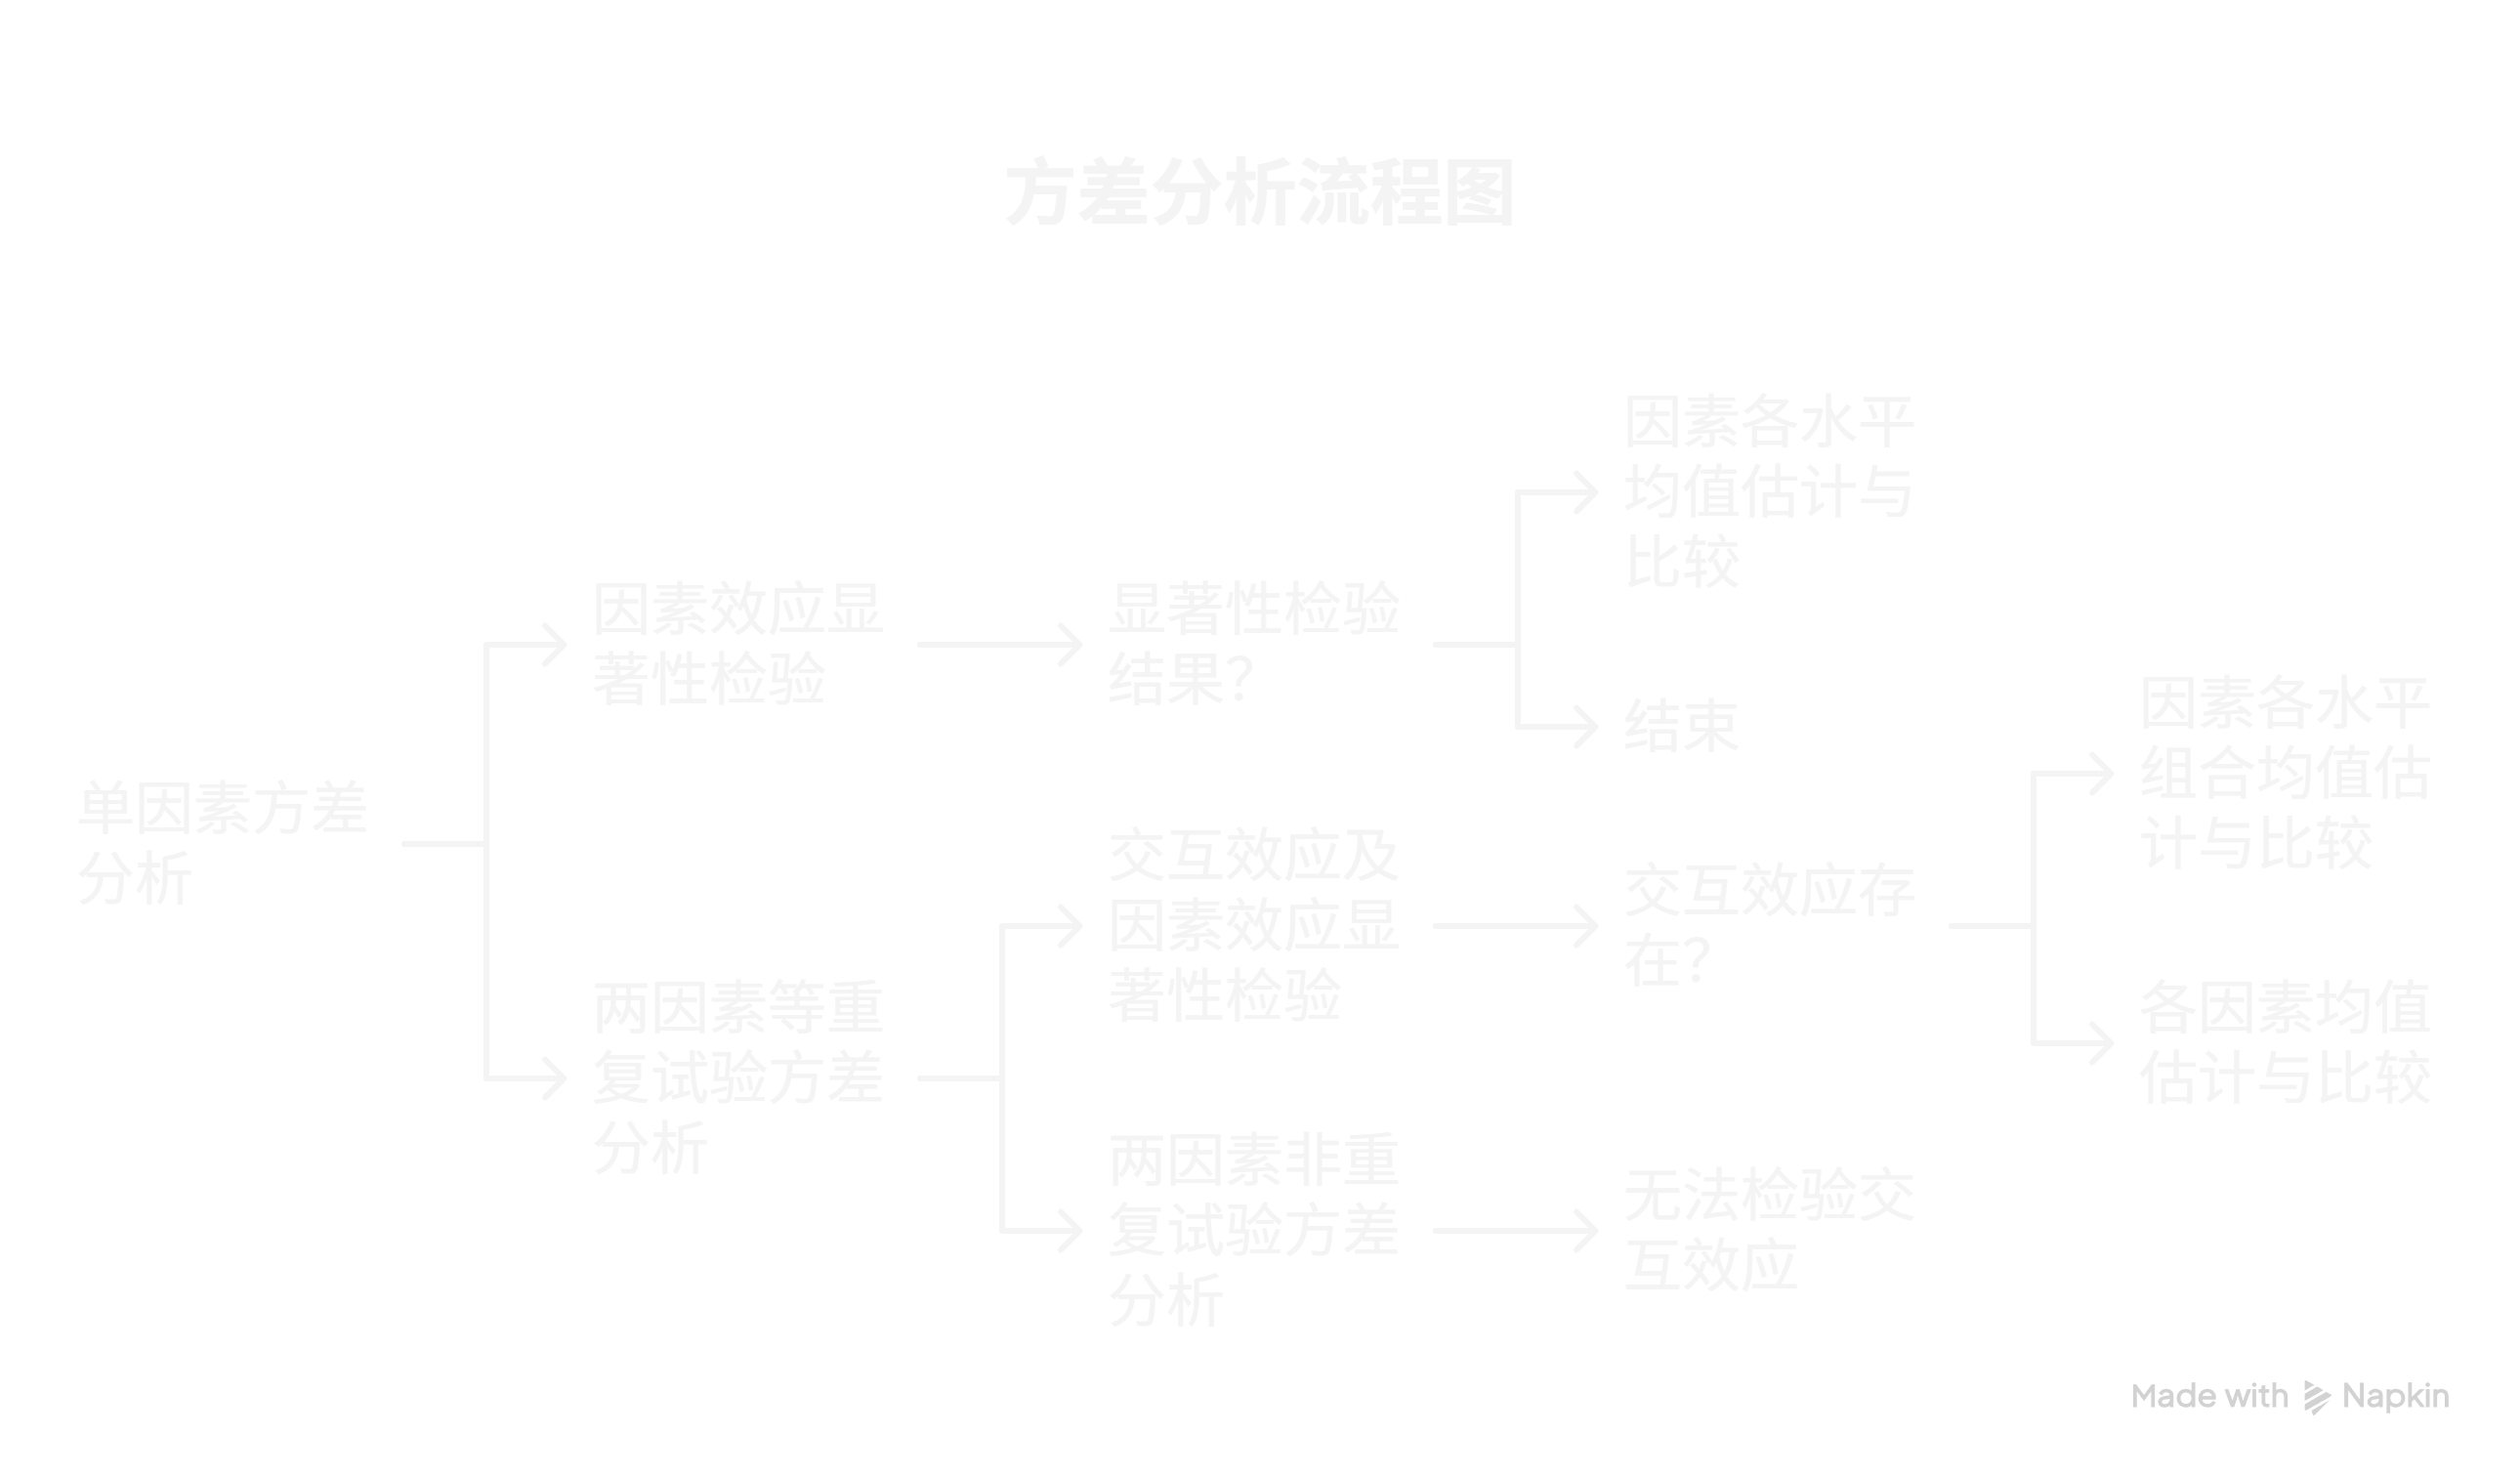 方差分析流程图
单因素方差
分析
因素效应显
著性检验
两因素等重
复试验方差
分析
显著性检验
结果？
交互效应及
因素效应显
著性检验
两因素非重
复试验方差
分析
因素各水平
均值估计与
比较
结束
交互效应存
在？
无法检验交
互效应
因素各水平
组合均值估
计与比较
各因素均值
估计与比较
Made with Napkin